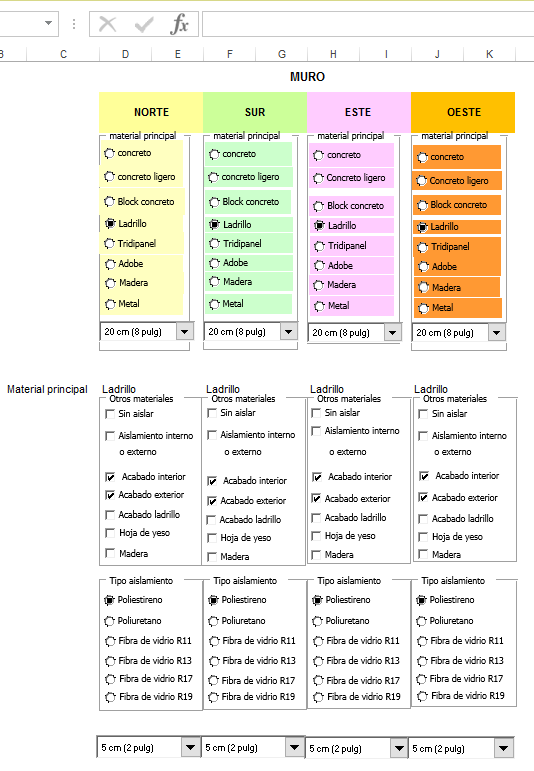 fx
B C D E F G H I J K
MURO
NORTE SUR ESTE OESTE
material principal material principal material principal material principal
concreto concreto concreto concreto
concreto ligero concreto ligero Concreto ligero Concreto ligero
Block concreto Block concreto Block concreto Block concreto
Ladrillo Ladrillo Ladrillo Ladrillo
Tridipanel Tridipanel Tridipanel Tridipanel
Adobe Adobe Adobe Adobe
Madera Madera Madera Madera
Metal Metal Metal Metal
20 cm (8 pulg) 20 cm (8 pulg) 20 cm (8 pulg) 20 cm (8 pulg)
Material principal Ladrillo Ladrillo Ladrillo Ladrillo
Otros materiales Otros materiales Otros materiales Otros materiales
Sin aislar Sin aislar Sin aislar Sin aislar
Aislamiento interno Aislamiento interno Aislamiento interno Aislamiento interno
o externo o externo o externo o externo
Acabado interior Acabado interior Acabado interior Acabado interior
Acabado exterior Acabado exterior Acabado exterior Acabado exterior
Acabado ladrillo Acabado ladrillo Acabado ladrillo Acabado ladrillo
Hoja de yeso Hoja de yeso Hoja de yeso Hoja de yeso
Madera Madera Madera Madera
Tipo aislamiento Tipo aislamiento Tipo aislamiento Tipo aislamiento
Poliestireno Poliestireno Poliestireno Poliestireno
Poliuretano Poliuretano Poliuretano Poliuretano
Fibra de vidrio R11 Fibra de vidrio R11 Fibra de vidrio R11 Fibra de vidrio R11
Fibra de vidrio R13 Fibra de vidrio R13 Fibra de vidrio R13 Fibra de vidrio R13
Fibra de vidrio R17 Fibra de vidrio R17 Fibra de vidrio R17 Fibra de vidrio R17
Fibra de vidrio R19 Fibra de vidrio R19 Fibra de vidrio R19 Fibra de vidrio R19
5 cm (2 pulg) 5 cm (2 pulg) 5 cm (2 pulg) 5 cm (2 pulg)